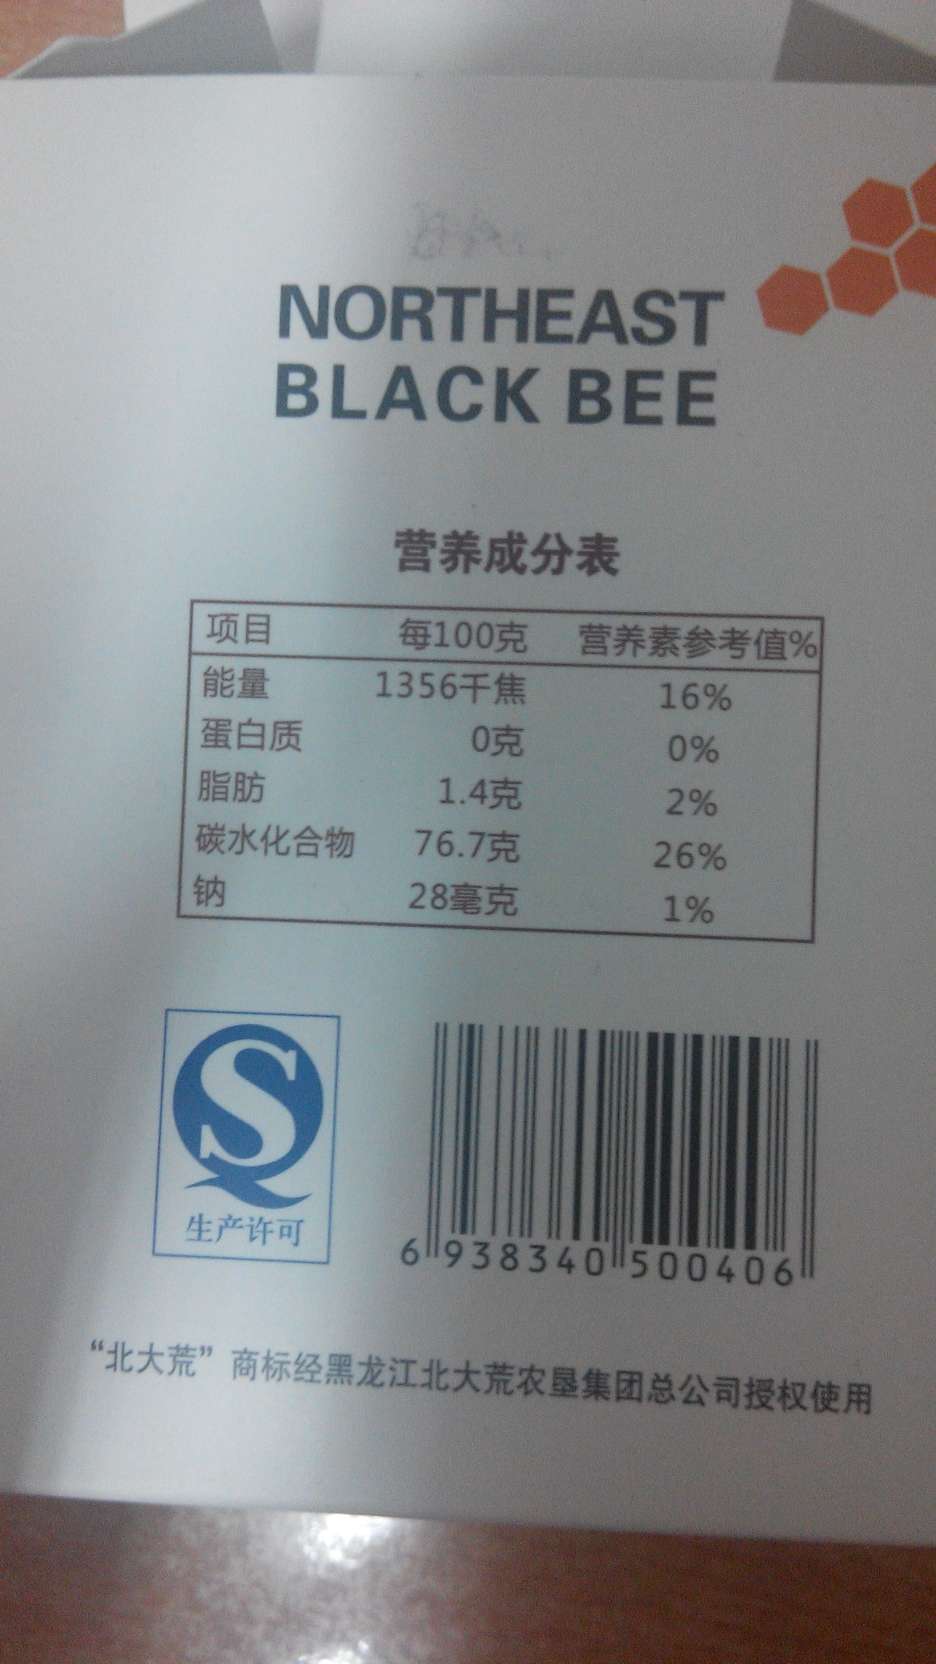 NORTHEAST
BLACK BEE
营养成分表
项目 每100克 营养素参考值%
能量 1356千焦 16%
蛋白质 0克 0%
脂肪 1.4克 2%
碳水化合物 76.7克 26%
钠 28毫克 1%
生产许可
6 938340 500406
“北大荒”商标经黑龙江北大荒农垦集团总公司授权使用